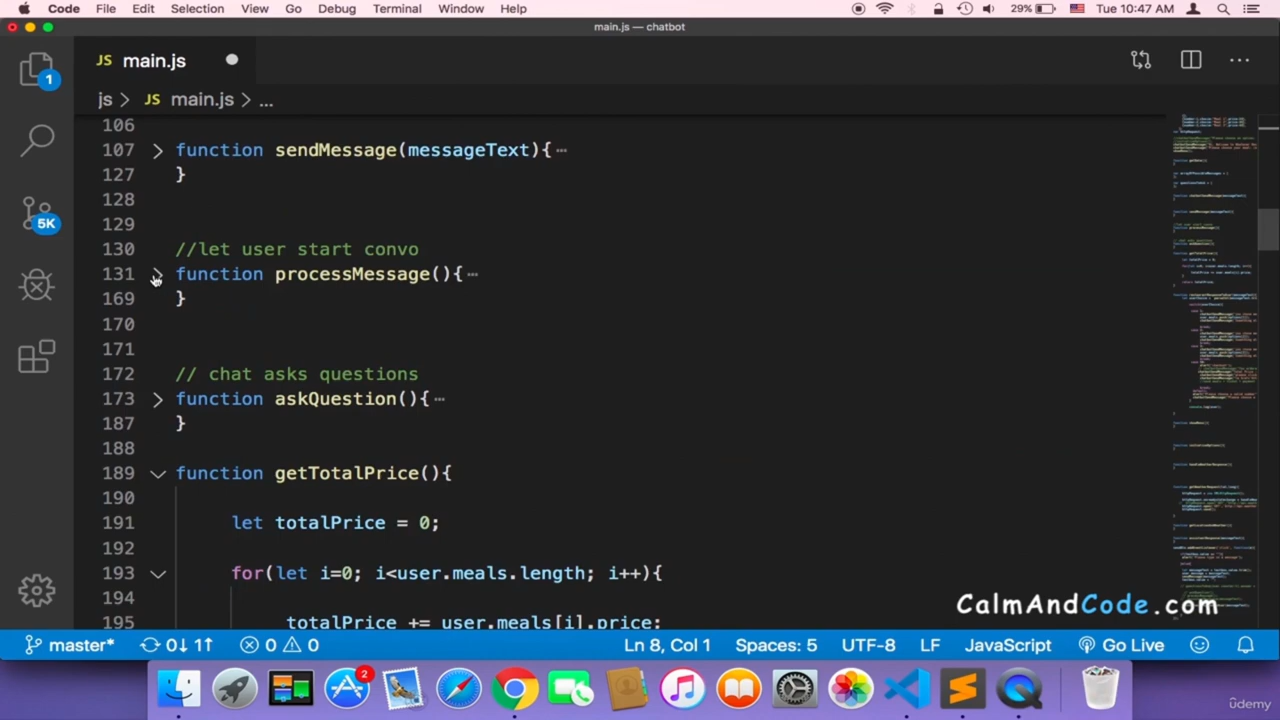 Code File Edit Selection View Go Debug Terminal Window Help 29% Tue 10:47 AM
main.js — chatbot
JS main.js
1
js > JS main.js > ...
106
107 > function sendMessage(messageText){ ⋯
127 }
128
129
5K
130 //let user start convo
131 > function processMessage(){ ⋯
169 }
170
171
172 // chat asks questions
173 > function askQuestion(){ ⋯
187 }
188
189 function getTotalPrice(){
190
191 let totalPrice = 0;
192
193 for(let i=0; i<user.meals.length; i++){
194
195 totalPrice += user.meals[i].price;
CalmAndCode.com
master* 0↓ 1↑ 0 0 Ln 8, Col 1 Spaces: 5 UTF-8 LF JavaScript Go Live
2
ûdemy